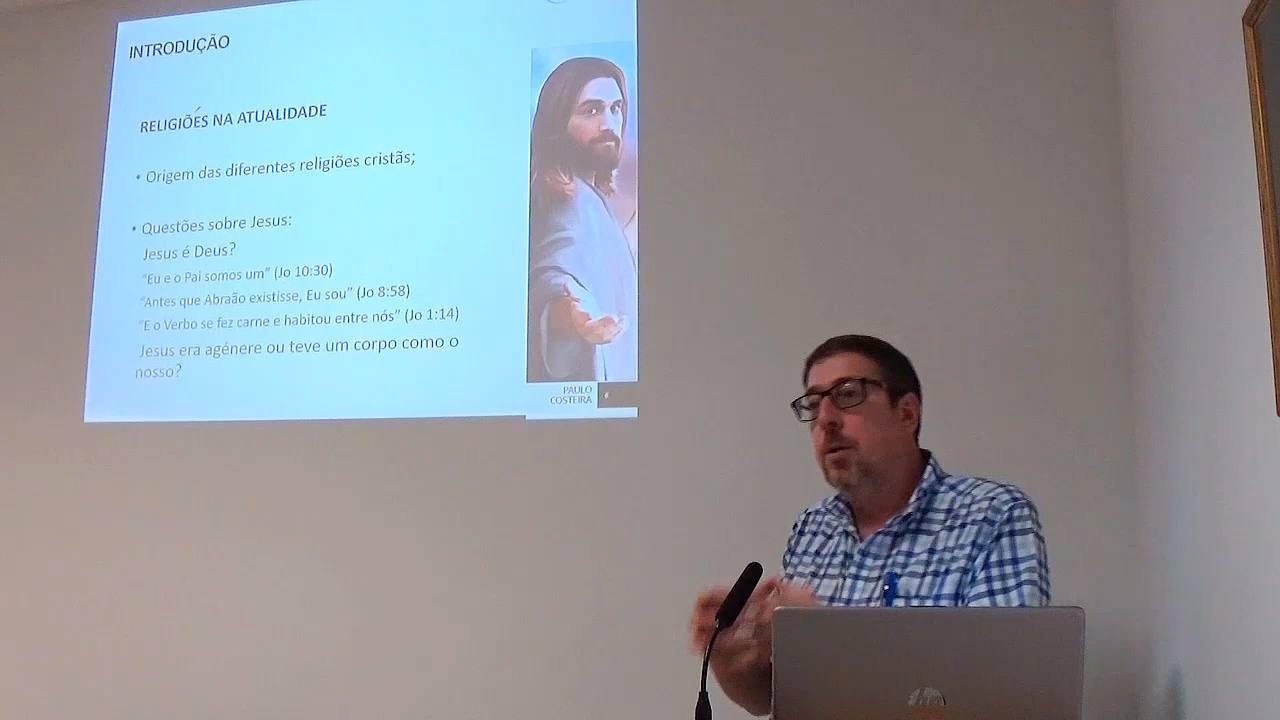 INTRODUÇÃO
RELIGIÕES NA ATUALIDADE
• Origem das diferentes religiões cristãs;
• Questões sobre Jesus:
Jesus é Deus?
"Eu e o Pai somos um" (Jo 10:30)
"Antes que Abraão existisse, Eu sou" (Jo 8:58)
"E o Verbo se fez carne e habitou entre nós" (Jo 1:14)
Jesus era agénere ou teve um corpo como o
nosso?
PAULO
COSTEIRA
hp